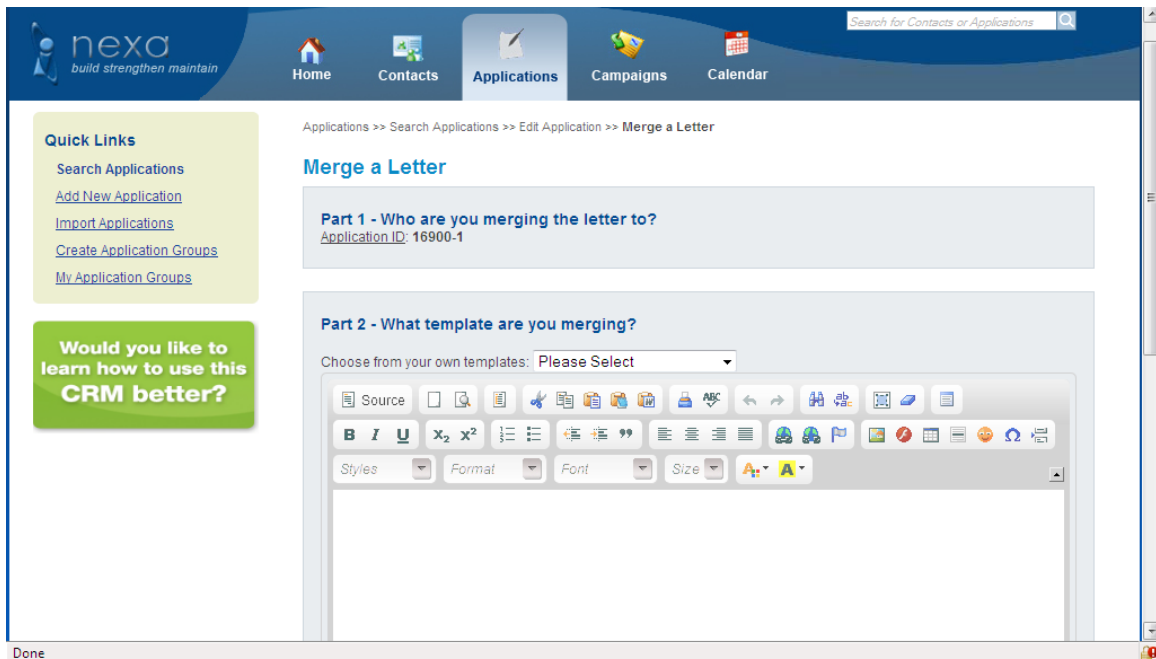 Search for Contacts or Applications
nexa
build strengthen maintain
Home
Contacts
Applications
Campaigns
Calendar
Quick Links
Search Applications
Add New Application
Import Applications
Create Application Groups
My Application Groups
Would you like to
learn how to use this
CRM better?
Applications >> Search Applications >> Edit Application >> Merge a Letter
Merge a Letter
Part 1 - Who are you merging the letter to?
Application ID: 16900-1
Part 2 - What template are you merging?
Choose from your own templates: Please Select
Source
ABC
B I U X₂ X²
Styles Format Font Size A A
Done